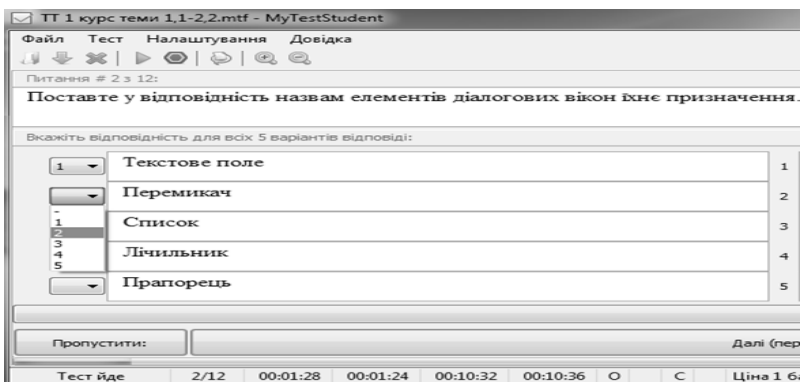 ТТ 1 курс теми 1,1-2,2.mtf - MyTestStudent
Файл Тест Налаштування Довідка
Питання # 2 з 12:
Поставте у відповідність назвам елементів діалогових вікон їхнє призначення.
Вкажіть відповідність для всіх 5 варіантів відповіді:
1 Текстове поле 1
Перемикач 2
-
1 Список 3
2
3
4 Лічильник 4
5
Прапорець 5
Пропустити: Далі (пер
Тест йде 2/12 00:01:28 00:01:24 00:10:32 00:10:36 О С Ціна 1 ба